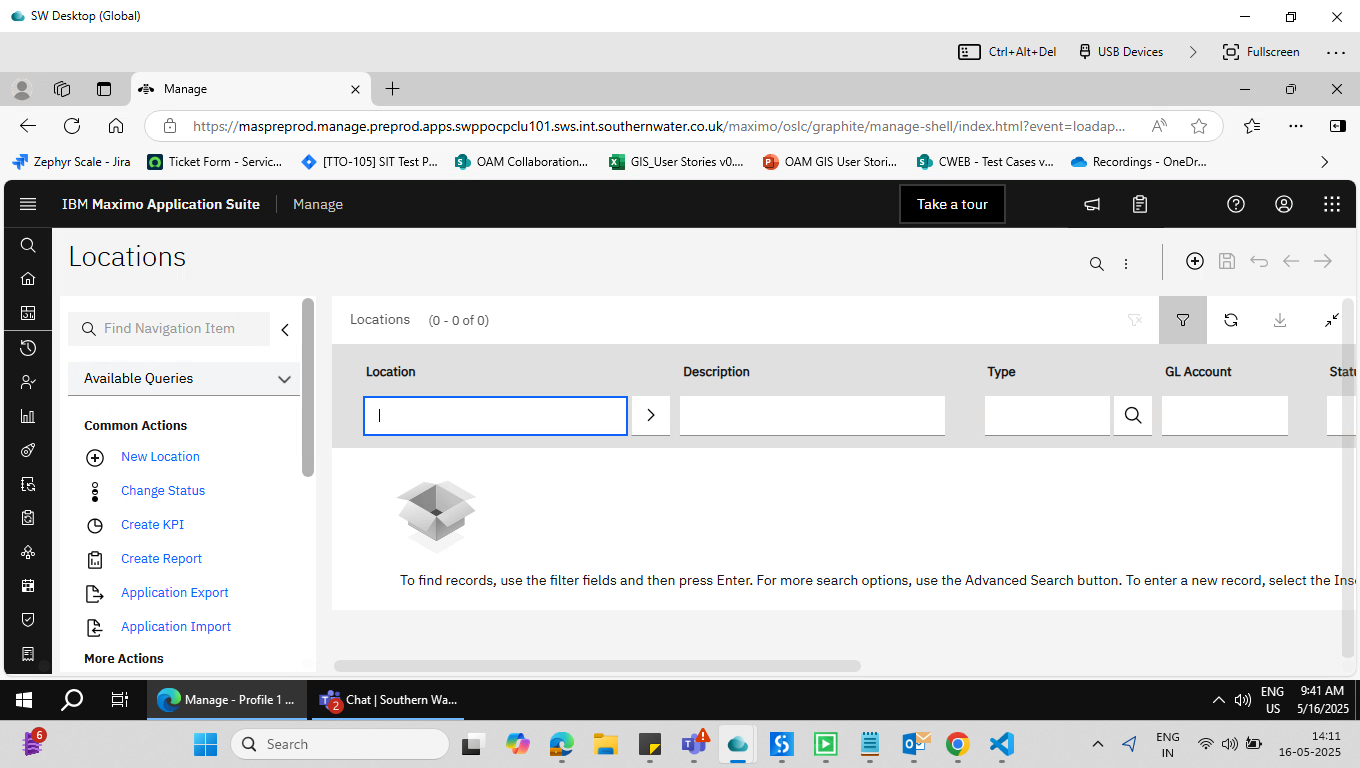 SW Desktop (Global)
Ctrl+Alt+Del
USB Devices
Fullscreen
Manage
https://maspreprod.manage.preprod.apps.swppocpclu101.sws.int.southernwater.co.uk/maximo/oslc/graphite/manage-shell/index.html?event=loadap...
Zephyr Scale - Jira
Ticket Form - Servic...
[TTO-105] SIT Test P...
OAM Collaboration...
GIS_User Stories v0....
OAM GIS User Stori...
CWEB - Test Cases v...
Recordings - OneDr...
IBM Maximo Application Suite
Manage
Take a tour
Locations
Find Navigation Item
Available Queries
Common Actions
New Location
Change Status
Create KPI
Create Report
Application Export
Application Import
More Actions
Locations (0 - 0 of 0)
Location
Description
Type
GL Account
Statu
To find records, use the filter fields and then press Enter. For more search options, use the Advanced Search button. To enter a new record, select the Inse
Manage - Profile 1 ...
2
Chat | Southern Wa...
ENG
US
9:41 AM
5/16/2025
6
Search
ENG
IN
14:11
16-05-2025